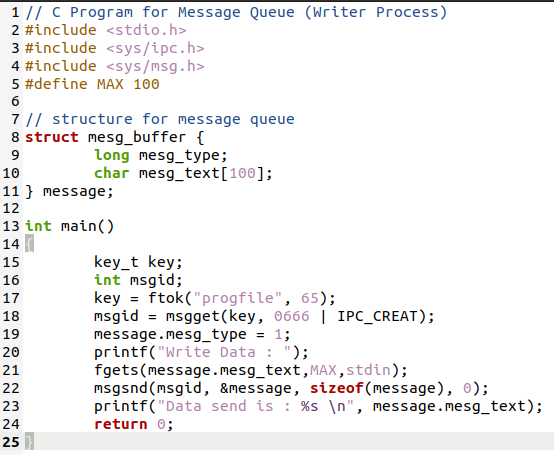 1 // C Program for Message Queue (Writer Process)
2 #include <stdio.h>
3 #include <sys/ipc.h>
4 #include <sys/msg.h>
5 #define MAX 100
6
7 // structure for message queue
8 struct mesg_buffer {
9         long mesg_type;
10         char mesg_text[100];
11 } message;
12
13 int main()
14 {
15         key_t key;
16         int msgid;
17         key = ftok("progfile", 65);
18         msgid = msgget(key, 0666 | IPC_CREAT);
19         message.mesg_type = 1;
20         printf("Write Data : ");
21         fgets(message.mesg_text,MAX,stdin);
22         msgsnd(msgid, &message, sizeof(message), 0);
23         printf("Data send is : %s \n", message.mesg_text);
24         return 0;
25 }